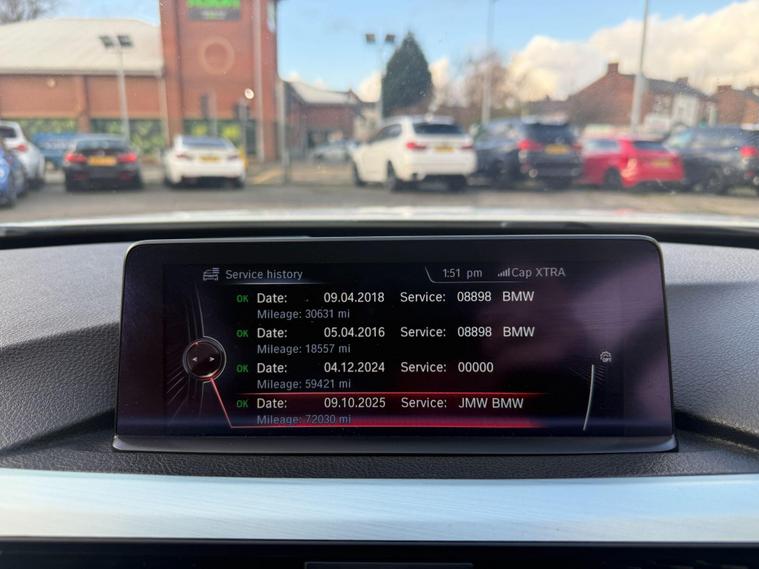 Service history
1:51 pm
Cap XTRA
OK Date: 09.04.2018 Service: 08898 BMW
Mileage: 30631 mi
OK Date: 05.04.2016 Service: 08898 BMW
Mileage: 18557 mi
OK Date: 04.12.2024 Service: 00000
Mileage: 59421 mi
OK Date: 09.10.2025 Service: JMW BMW
Mileage: 72030 mi